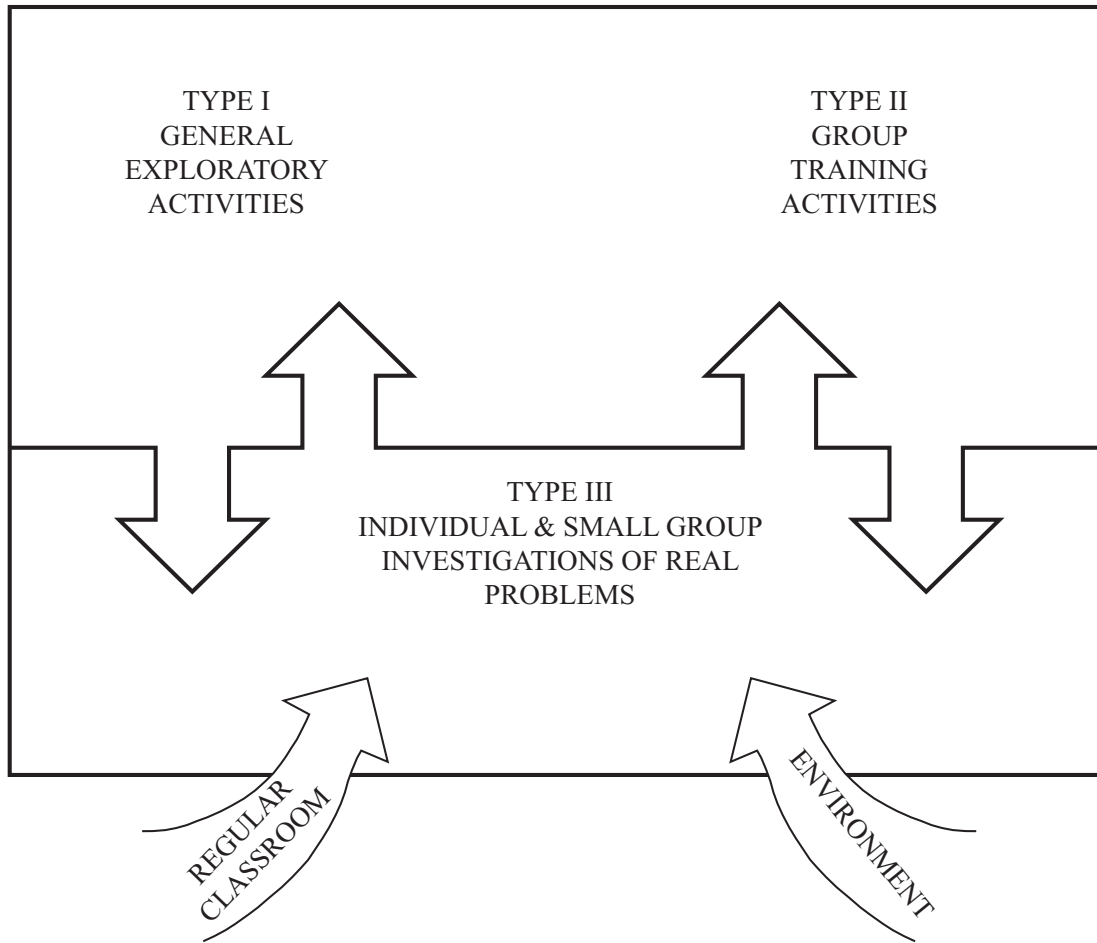 TYPE I
GENERAL
EXPLORATORY
ACTIVITIES
TYPE II
GROUP
TRAINING
ACTIVITIES
TYPE III
INDIVIDUAL & SMALL GROUP
INVESTIGATIONS OF REAL
PROBLEMS
REGULAR
CLASSROOM
ENVIRONMENT